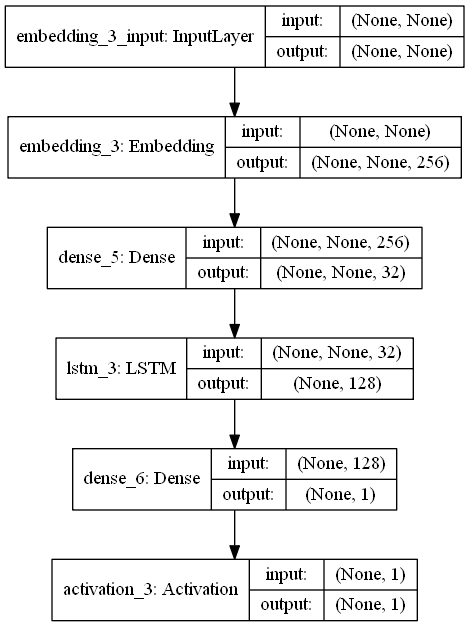 embedding_3_input: InputLayer
input: (None, None)
output: (None, None)
embedding_3: Embedding
input: (None, None)
output: (None, None, 256)
dense_5: Dense
input: (None, None, 256)
output: (None, None, 32)
lstm_3: LSTM
input: (None, None, 32)
output: (None, 128)
dense_6: Dense
input: (None, 128)
output: (None, 1)
activation_3: Activation
input: (None, 1)
output: (None, 1)